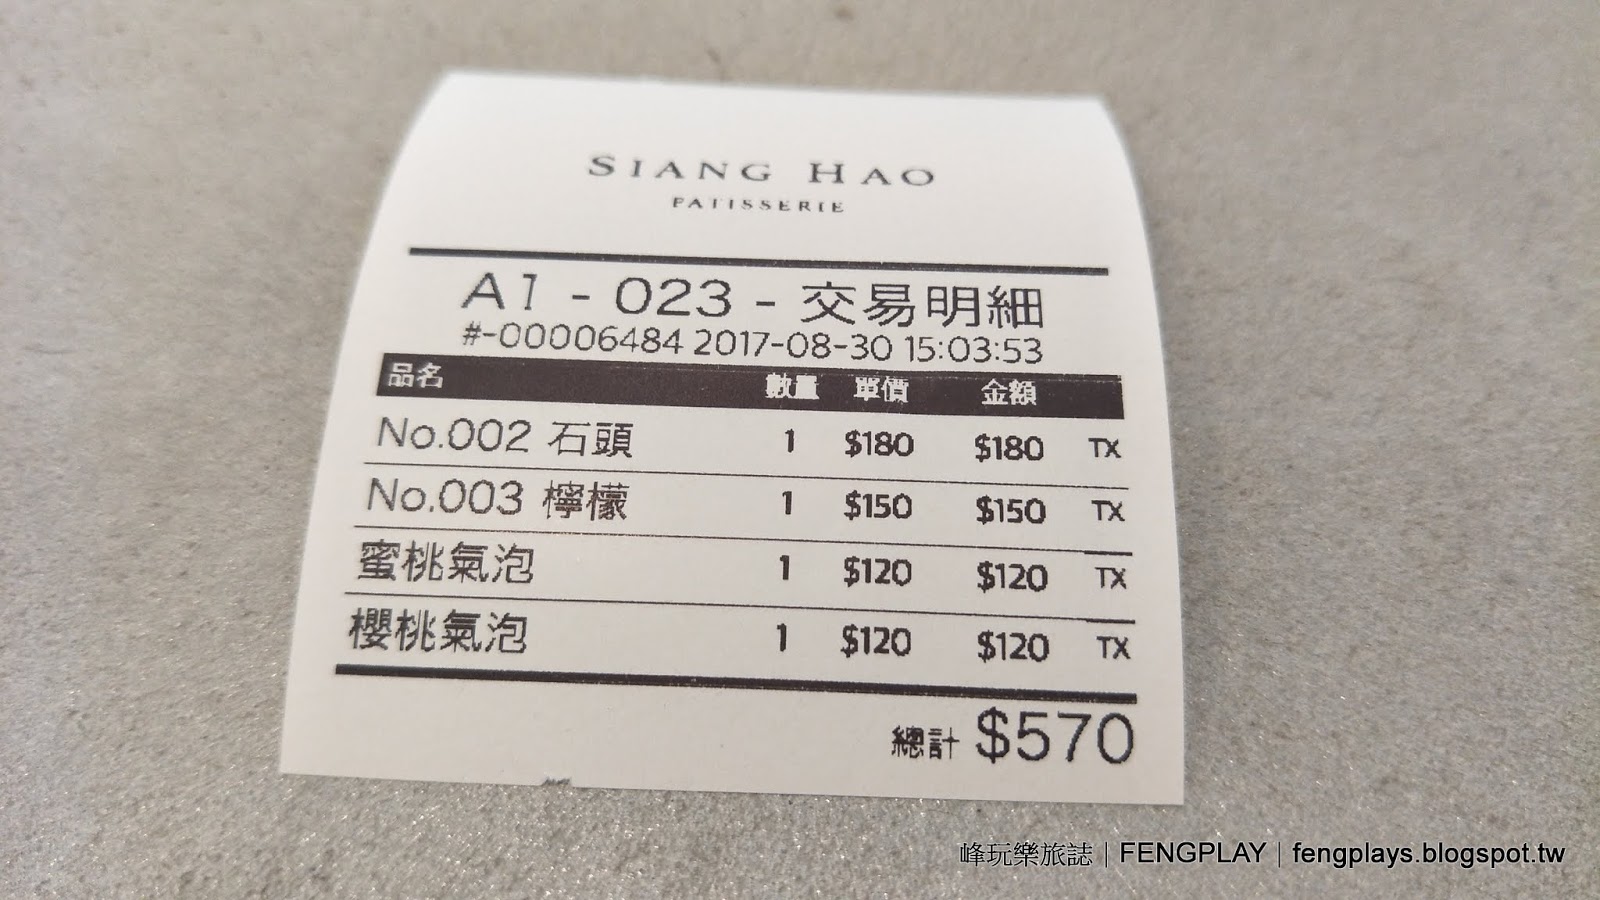 SIANG HAO
PATISSERIE
A1 - 023 - 交易明細
#-00006484 2017-08-30 15:03:53
品名 數量 單價 金額
No.002 石頭 1 $180 $180 TX
No.003 檸檬 1 $150 $150 TX
蜜桃氣泡 1 $120 $120 TX
櫻桃氣泡 1 $120 $120 TX
總計 $570
峰玩樂旅誌 | FENGPLAY | fengplays.blogspot.tw